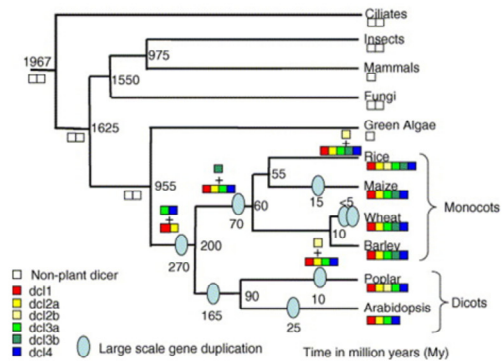 Ciliates
Insects
1967
975
Mammals
1550
Fungi
1625
Green Algae
+
Rice
955
55
+
+
Maize
<5
15
Monocots
60
Wheat
70
10
200
Barley
270
+
Non-plant dicer
Poplar
dcl1
dcl2a
90
10
Dicots
dcl2b
165
Arabidopsis
dcl3a
dcl3b
25
dcl4
Large scale gene duplication
Time in million years (My)